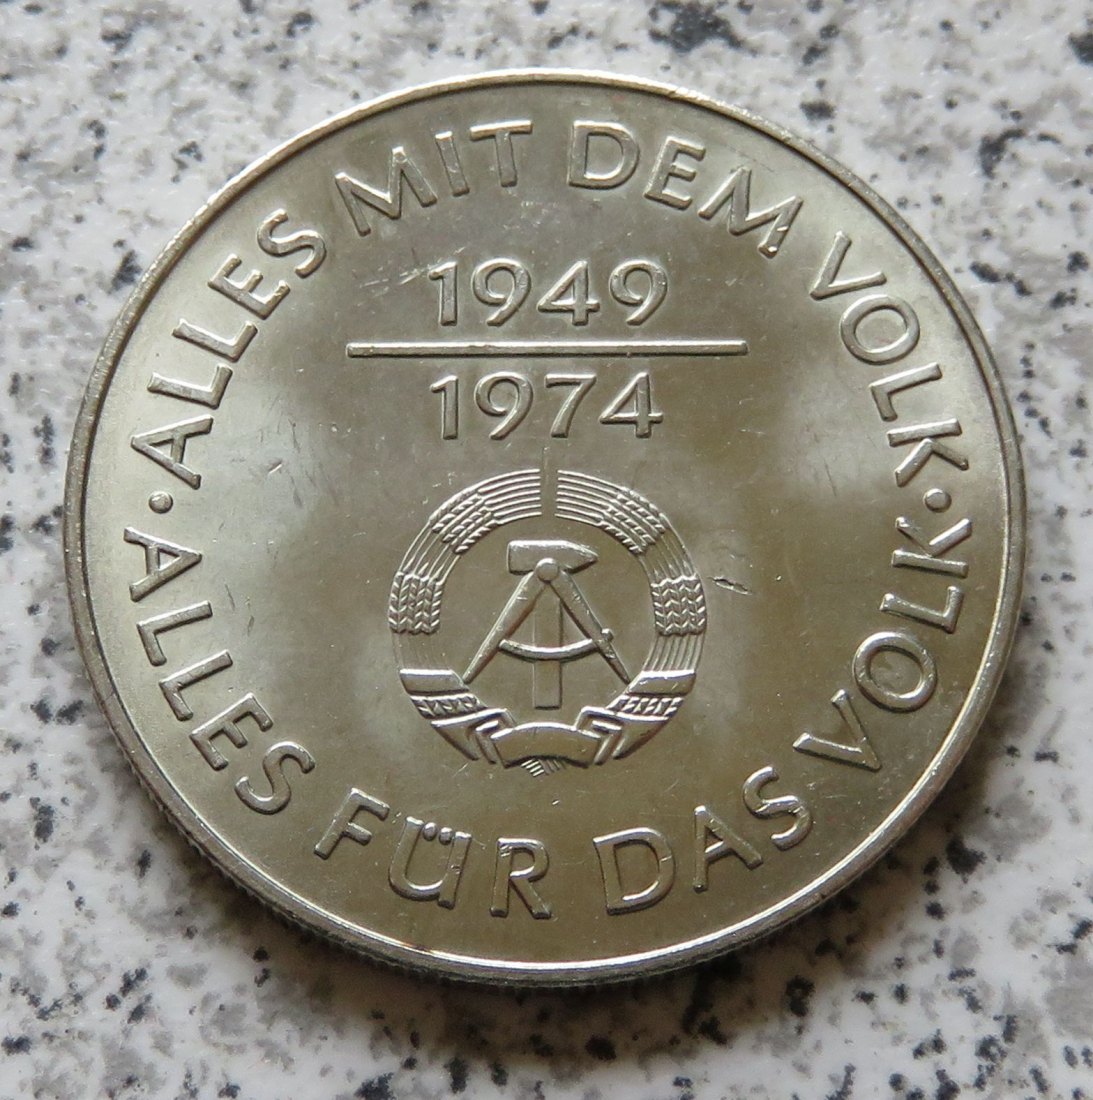 · ALLES MIT DEM VOLK ·
1949
1974
ALLES FÜR DAS VOLK